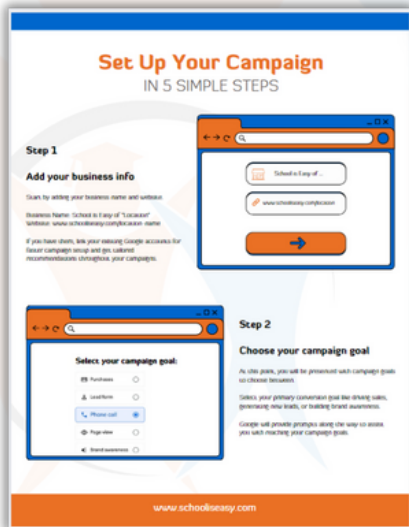 Set Up Your Campaign
IN 5 SIMPLE STEPS
Step 1
Add your business info
Start by adding your business name and website.
Business Name: School is Easy of "Location"
Website: www.schooliseasy.com/location-name
If you have them, link your existing Google accounts for
faster campaign setup and get tailored
recommendations throughout your campaigns.
School is Easy of ...
www.schooliseasy.com/location
Select your campaign goal:
Purchases
Lead form
Phone call
Page view
Brand awareness
Step 2
Choose your campaign goal
At this point, you will be presented with campaign goals
to choose between.
Select your primary conversion goal like driving sales,
generating new leads, or building brand awareness.
Google will provide prompts along the way to assist
you with reaching your campaign goals.
www.schooliseasy.com